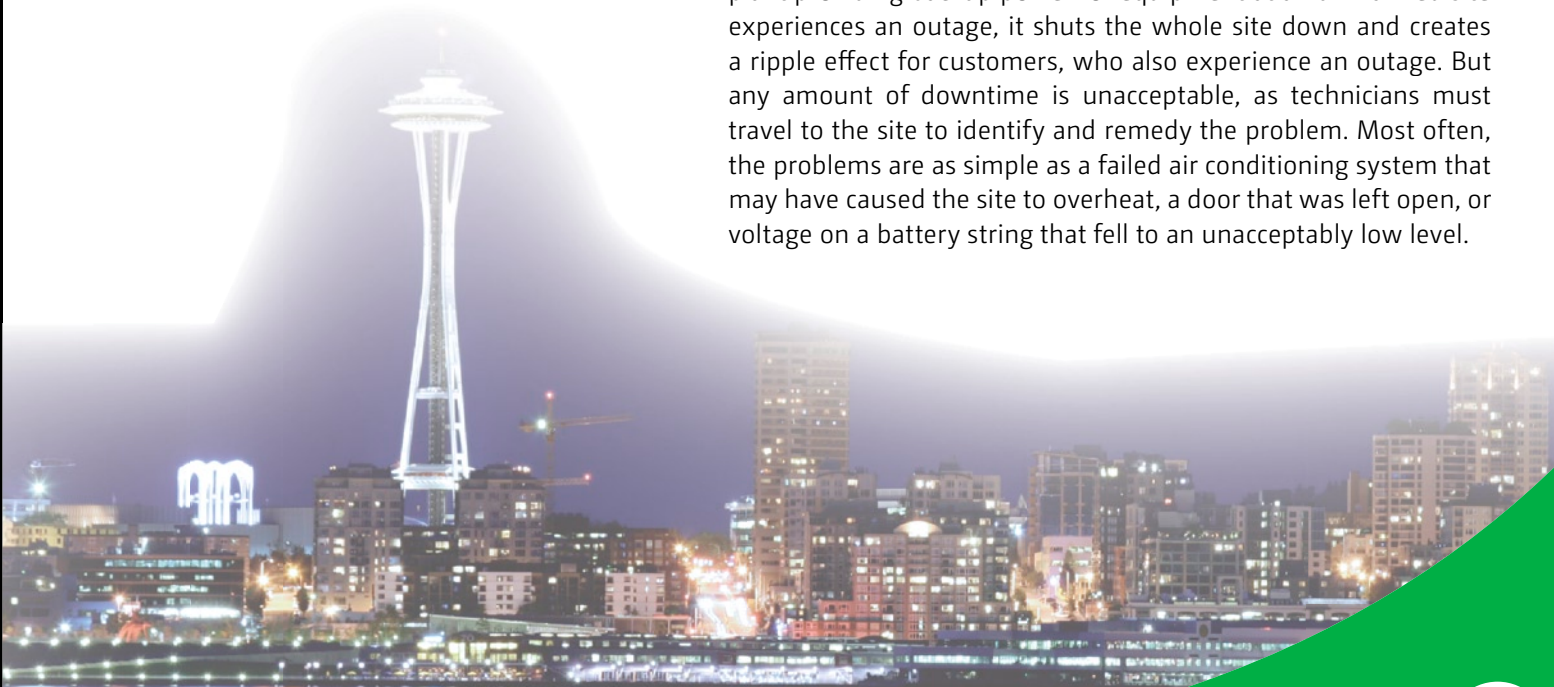 experiences an outage, it shuts the whole site down and creates
a ripple effect for customers, who also experience an outage. But
any amount of downtime is unacceptable, as technicians must
travel to the site to identify and remedy the problem. Most often,
the problems are as simple as a failed air conditioning system that
may have caused the site to overheat, a door that was left open, or
voltage on a battery string that fell to an unacceptably low level.